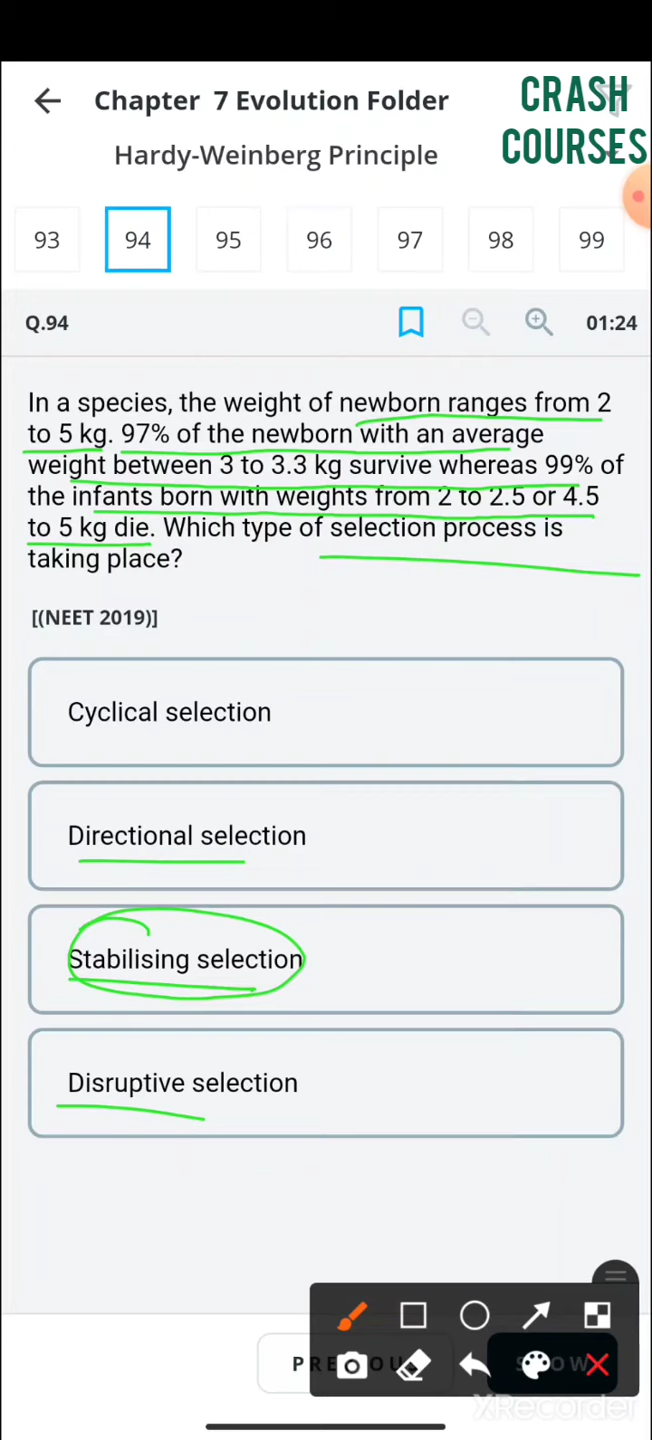 Chapter 7 Evolution Folder
CRASH
COURSES
Hardy-Weinberg Principle
93 94 95 96 97 98 99
Q.94 01:24
In a species, the weight of newborn ranges from 2
to 5 kg. 97% of the newborn with an average
weight between 3 to 3.3 kg survive whereas 99% of
the infants born with weights from 2 to 2.5 or 4.5
to 5 kg die. Which type of selection process is
taking place?
[(NEET 2019)]
Cyclical selection
Directional selection
Stabilising selection
Disruptive selection
XRecorder